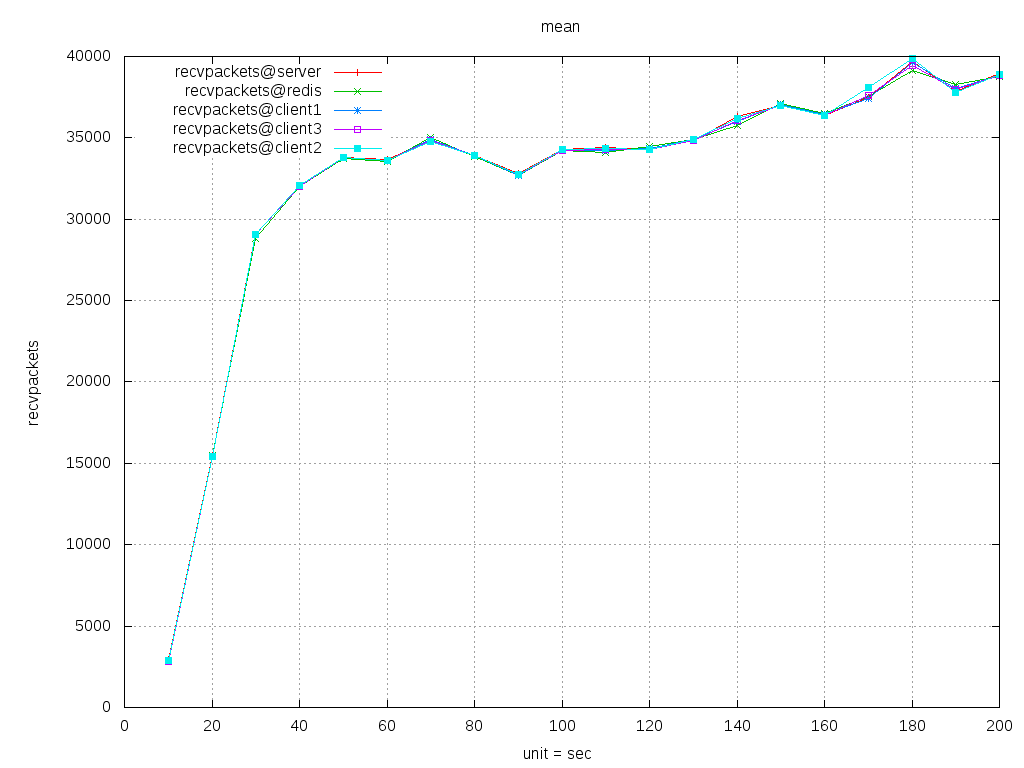 mean
recvpackets@server
recvpackets@redis
recvpackets@client1
recvpackets@client3
recvpackets@client2
40000
35000
30000
25000
20000
15000
10000
5000
0
recvpackets
0 20 40 60 80 100 120 140 160 180 200
unit = sec